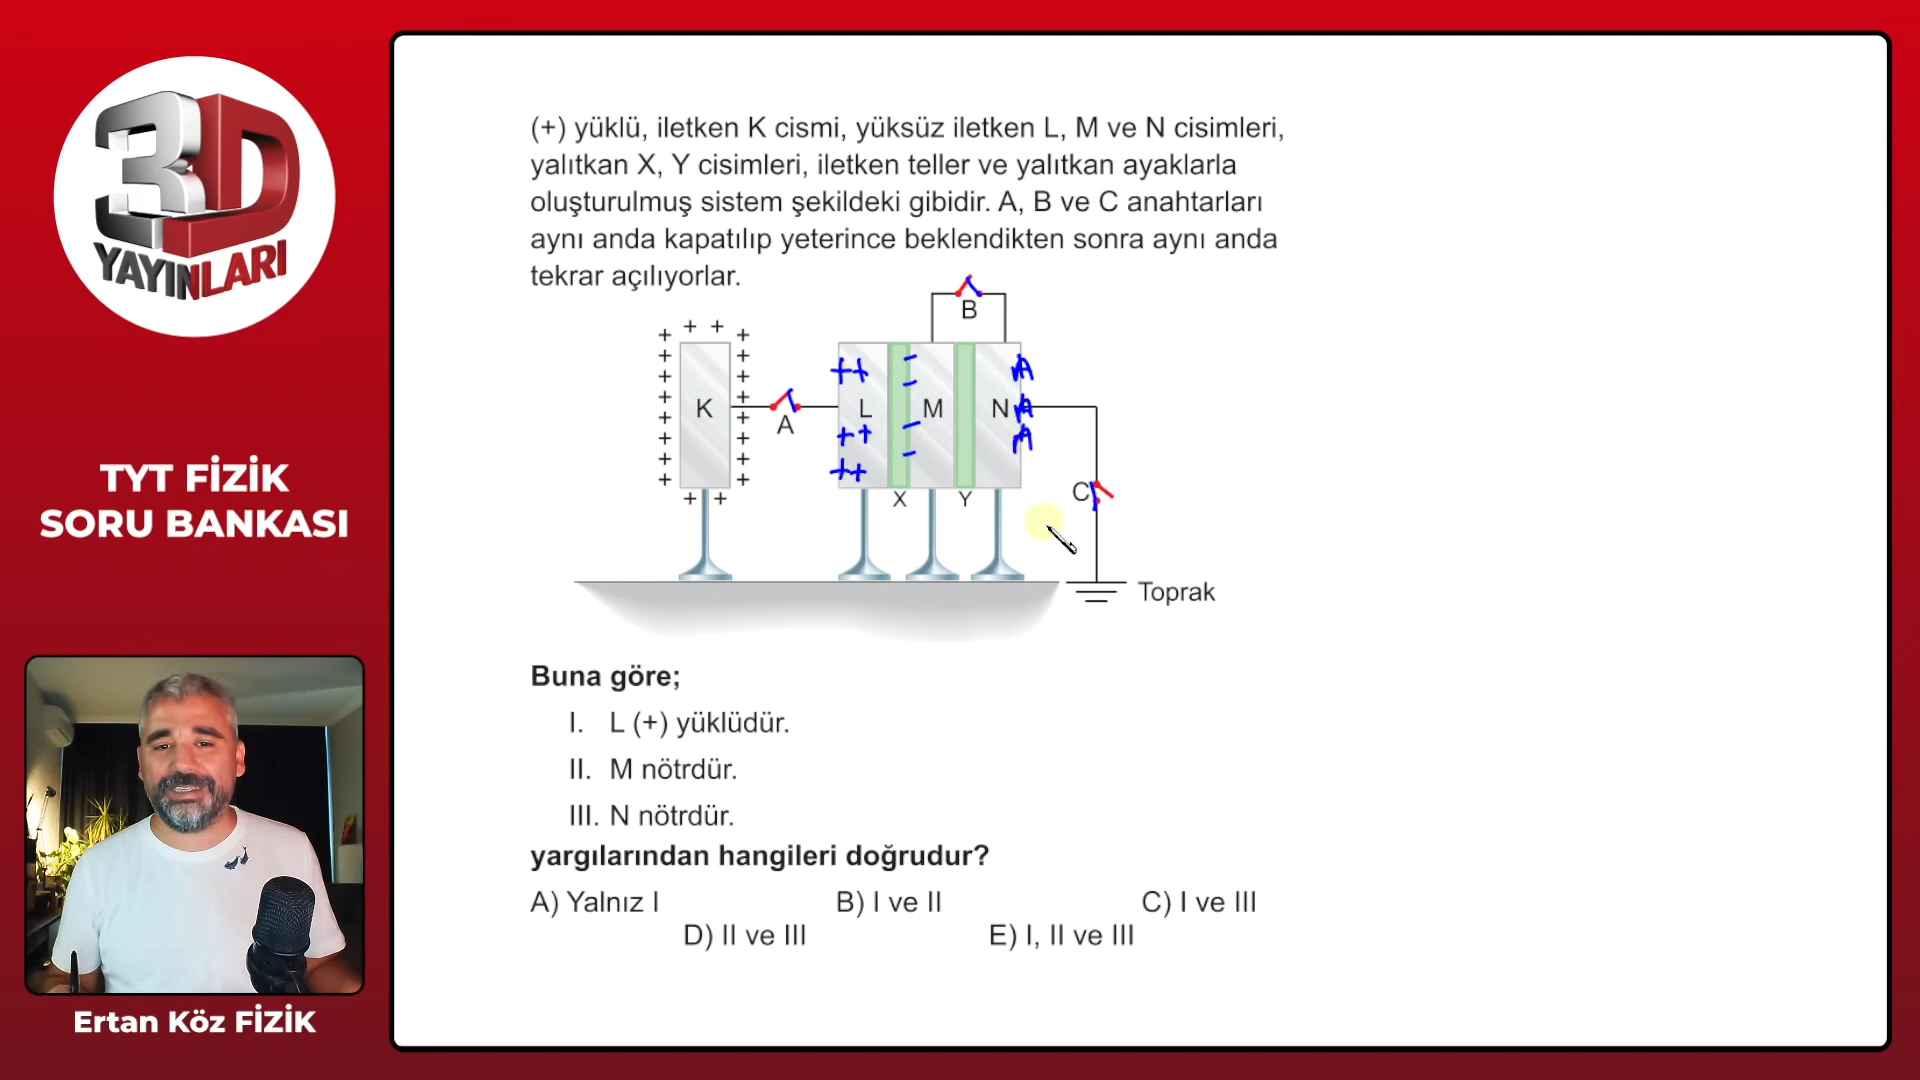 3D
YAYINLARI
TYT FİZİK
SORU BANKASI
Ertan Köz FİZİK
(+) yüklü, iletken K cismi, yüksüz iletken L, M ve N cisimleri,
yalıtkan X, Y cisimleri, iletken teller ve yalıtkan ayaklarla
oluşturulmuş sistem şekildeki gibidir. A, B ve C anahtarları
aynı anda kapatılıp yeterince beklendikten sonra aynı anda
tekrar açılıyorlar.
B
+ +
+ +
+ +
+ +
+ +
+ +
+ +
+ +
+ +
+ +
K
A
L
M
N
++
++
++
C
X
Y
Toprak
Buna göre;
I. L (+) yüklüdür.
II. M nötrdür.
III. N nötrdür.
yargılarından hangileri doğrudur?
A) Yalnız I B) I ve II C) I ve III
D) II ve III E) I, II ve III